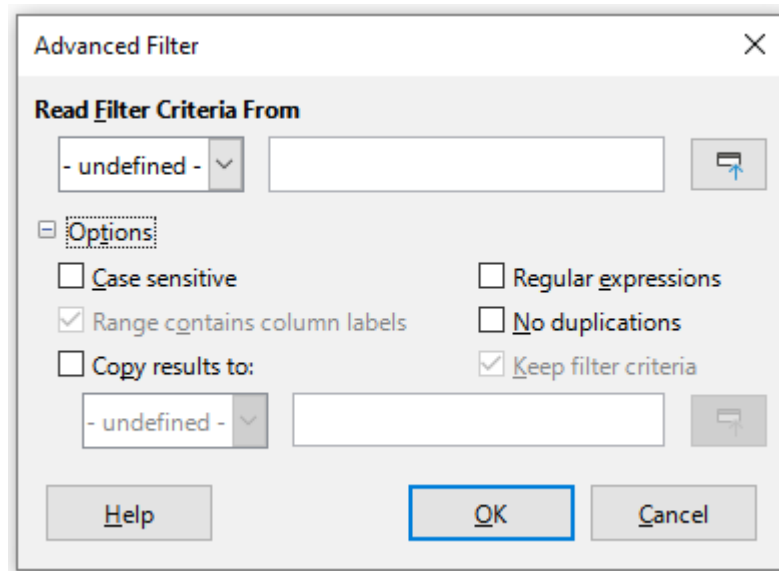 Advanced Filter
Read Filter Criteria From
- undefined -
Options
Case sensitive
Regular expressions
Range contains column labels
No duplications
Copy results to:
Keep filter criteria
- undefined -
Help
OK
Cancel